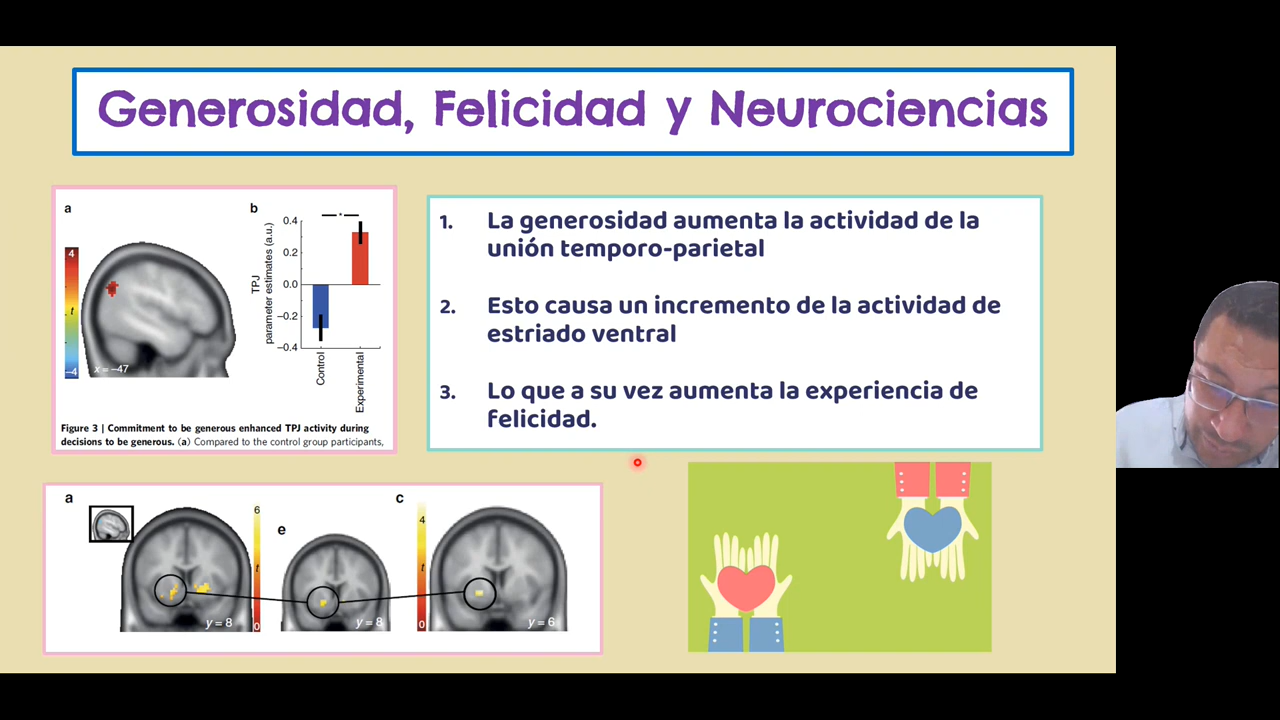 Generosidad, Felicidad y Neurociencias
a
4
t
−4
x = −47
b
TPJ
parameter estimates (a.u.)
0.4
0.2
0.0
−0.2
−0.4
*
Control
Experimental
Figure 3 | Commitment to be generous enhanced TPJ activity during
decisions to be generous. (a) Compared to the control group participants,
1. La generosidad aumenta la actividad de la
unión temporo-parietal
2. Esto causa un incremento de la actividad de
estriado ventral
3. Lo que a su vez aumenta la experiencia de
felicidad.
a
6
t
0
y = 8
e
y = 8
c
4
t
0
y = 6